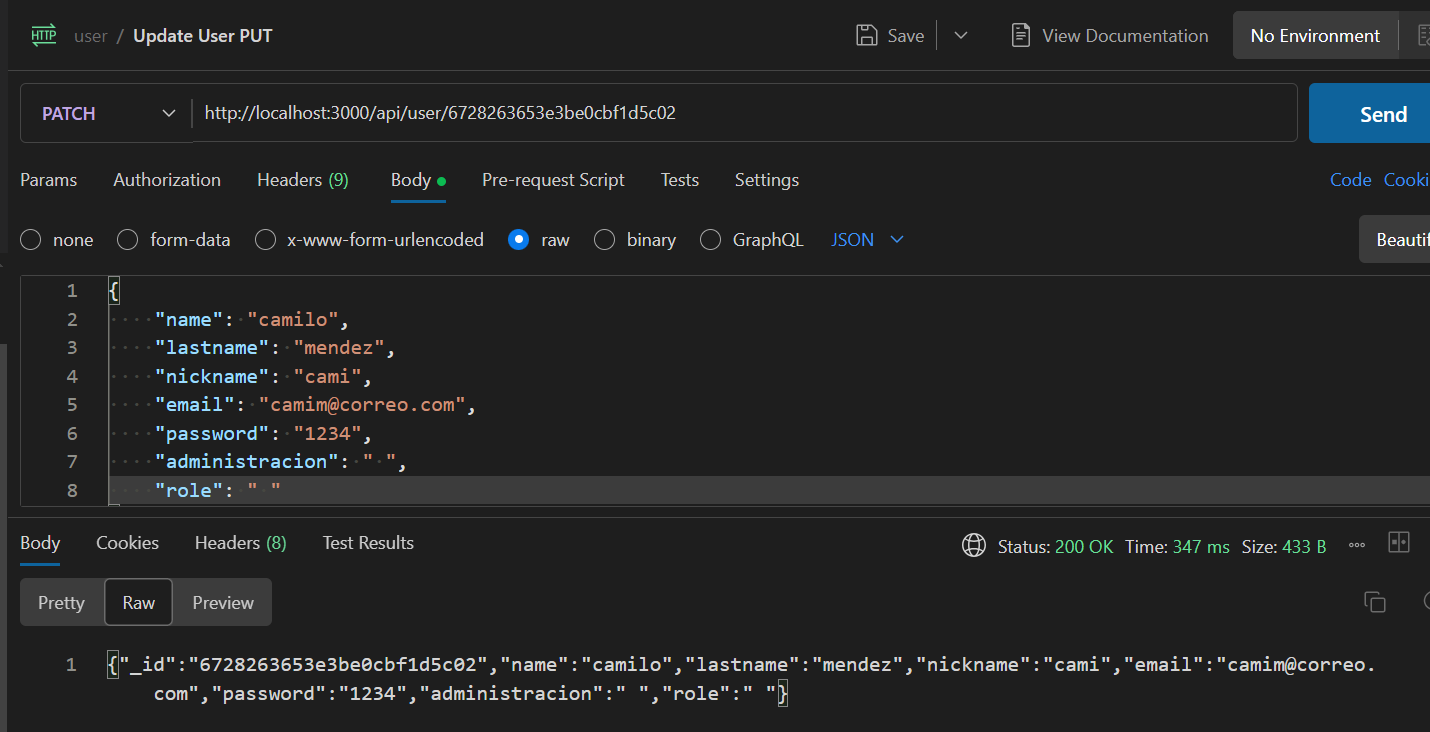 HTTP user / Update User PUT Save View Documentation No Environment
PATCH http://localhost:3000/api/user/6728263653e3be0cbf1d5c02 Send
Params Authorization Headers (9) Body Pre-request Script Tests Settings Code Cooki
none form-data x-www-form-urlencoded raw binary GraphQL JSON Beautif
1 {
2 "name": "camilo",
3 "lastname": "mendez",
4 "nickname": "cami",
5 "email": "camim@correo.com",
6 "password": "1234",
7 "administracion": " ",
8 "role": " "
Body Cookies Headers (8) Test Results Status: 200 OK Time: 347 ms Size: 433 B
Pretty Raw Preview
1 {"_id":"6728263653e3be0cbf1d5c02","name":"camilo","lastname":"mendez","nickname":"cami","email":"camim@correo.
com","password":"1234","administracion":" ","role":" "}